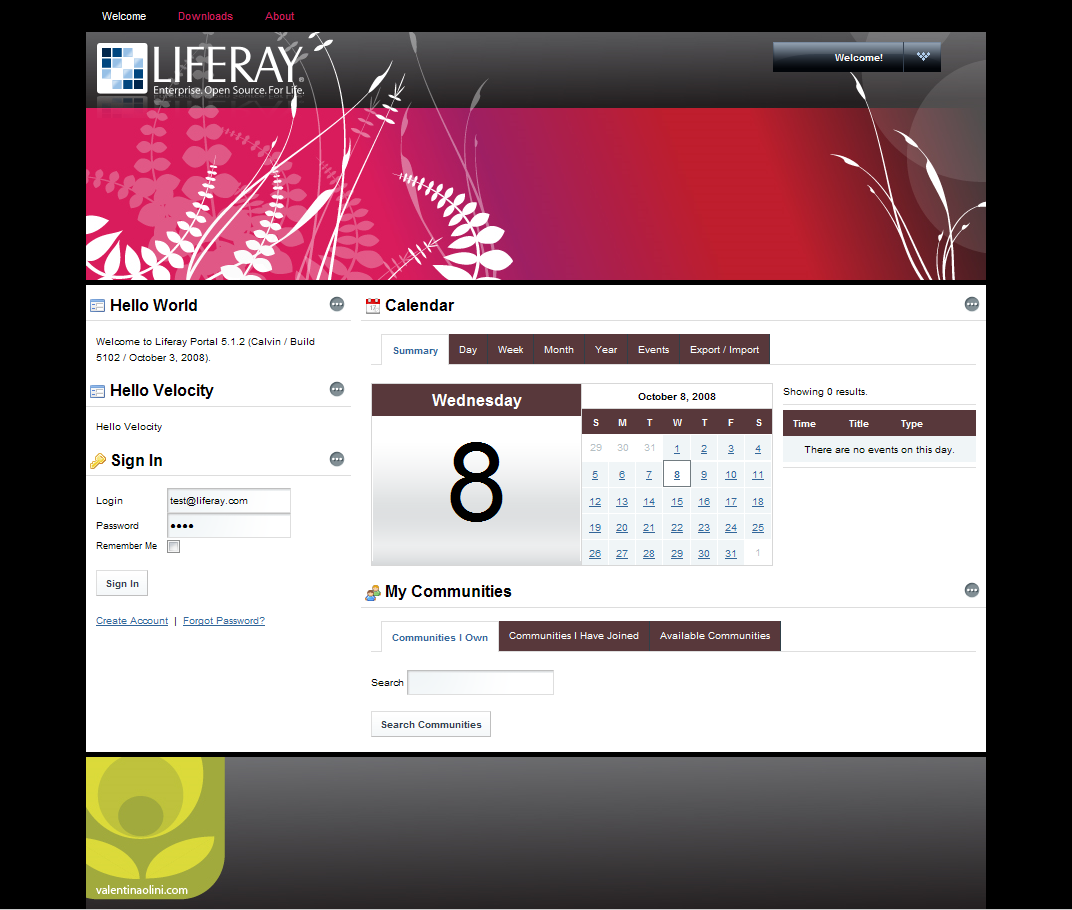 Welcome Downloads About
LIFERAY®
Enterprise. Open Source. For Life.
Welcome!
Hello World
Welcome to Liferay Portal 5.1.2 (Calvin / Build
5102 / October 3, 2008).
Hello Velocity
Hello Velocity
Sign In
Login test@liferay.com
Password ••••
Remember Me
Sign In
Create Account | Forgot Password?
Calendar
Summary Day Week Month Year Events Export / Import
Wednesday
8
October 8, 2008
S M T W T F S
29 30 31 1 2 3 4
5 6 7 8 9 10 11
12 13 14 15 16 17 18
19 20 21 22 23 24 25
26 27 28 29 30 31 1
Showing 0 results.
Time Title Type
There are no events on this day.
My Communities
Communities I Own Communities I Have Joined Available Communities
Search
Search Communities
valentinaolini.com